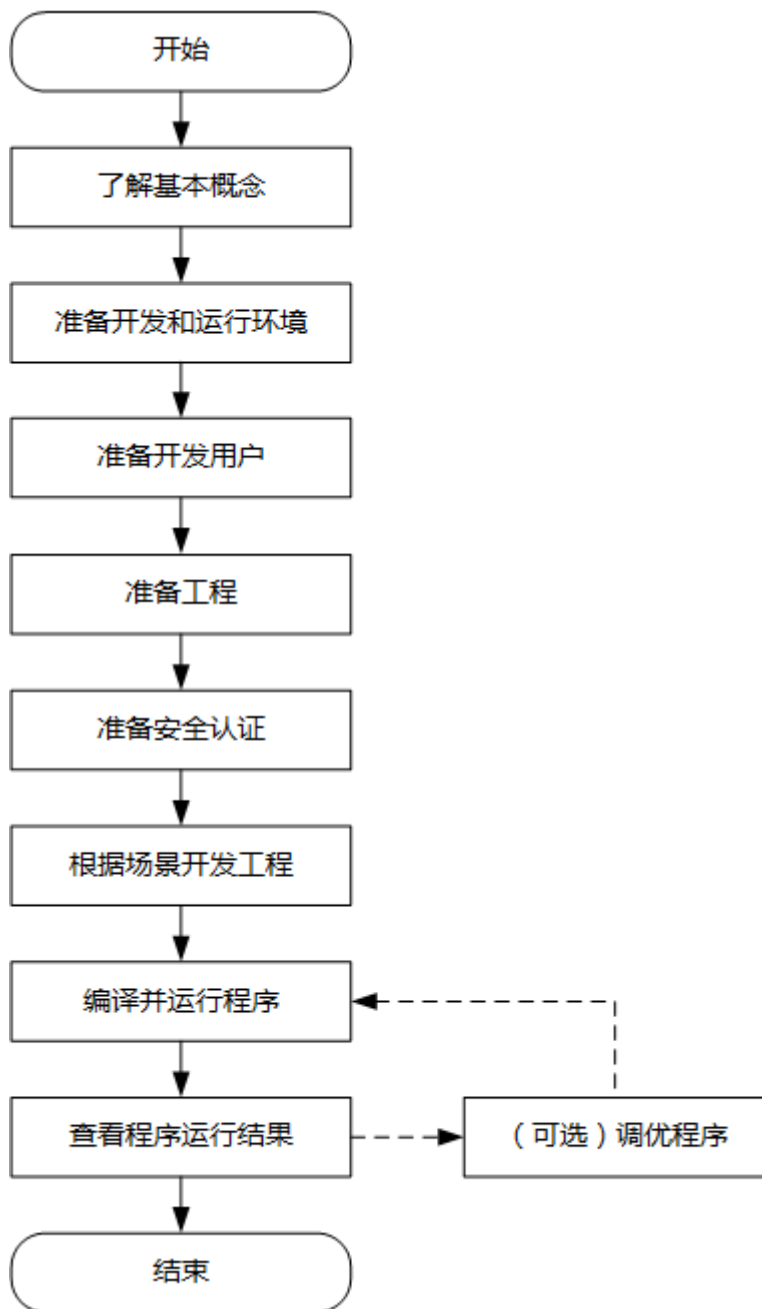 开始
了解基本概念
准备开发和运行环境
准备开发用户
准备工程
准备安全认证
根据场景开发工程
编译并运行程序
查看程序运行结果
（可选）调优程序
结束